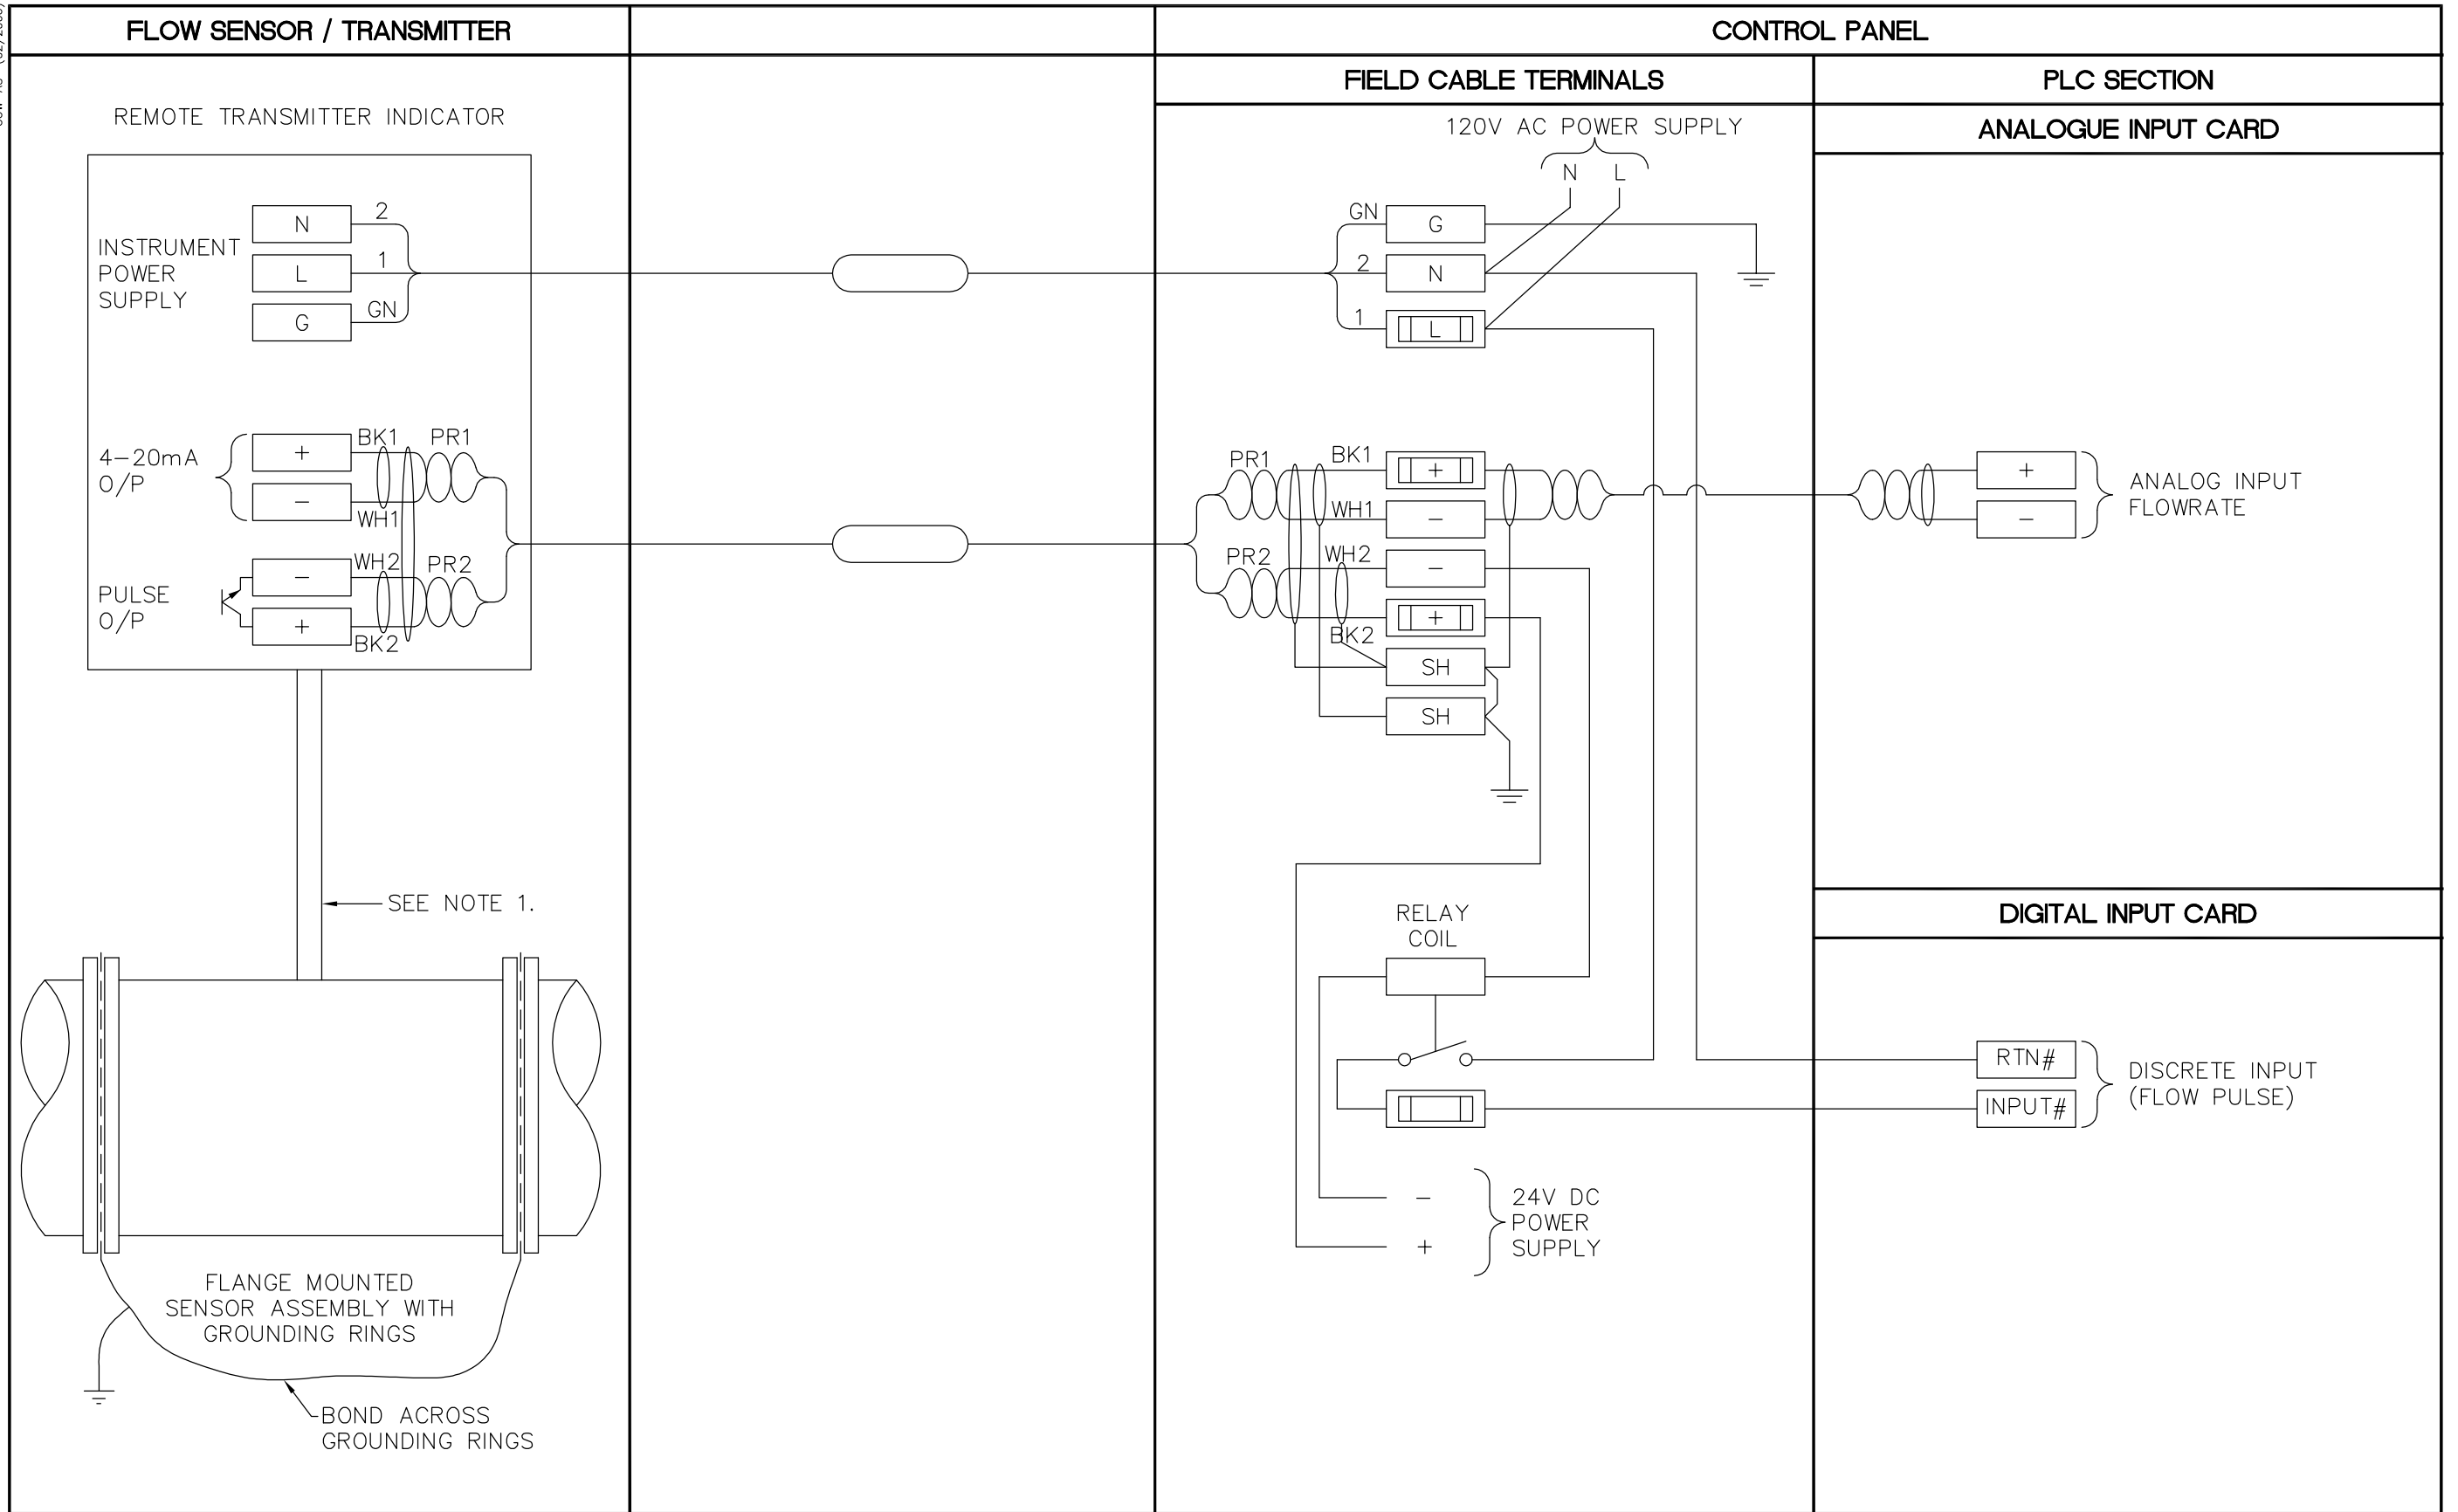 FLOW SENSOR / TRANSMITTER
CONTROL PANEL
FIELD CABLE TERMINALS
PLC SECTION
ANALOGUE INPUT CARD
REMOTE TRANSMITTER INDICATOR
INSTRUMENT
POWER
SUPPLY
N
2
L
1
G
GN
4-20mA
O/P
+
-
BK1
PR1
WH1
PULSE
O/P
-
+
WH2
PR2
BK2
SEE NOTE 1.
FLANGE MOUNTED
SENSOR ASSEMBLY WITH
GROUNDING RINGS
BOND ACROSS
GROUNDING RINGS
120V AC POWER SUPPLY
N L
GN
G
2
N
1
L
PR1
BK1
+
WH1
-
PR2
WH2
-
BK2
+
SH
SH
RELAY
COIL
-
+
24V DC
POWER
SUPPLY
+
-
ANALOG INPUT
FLOWRATE
DIGITAL INPUT CARD
RTN#
INPUT#
DISCRETE INPUT
(FLOW PULSE)